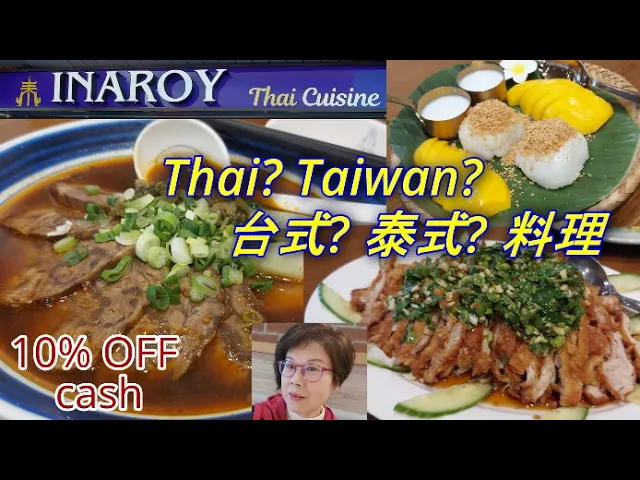 INAROY Thai Cuisine
Thai? Taiwan?
台式? 泰式? 料理
10% OFF
cash